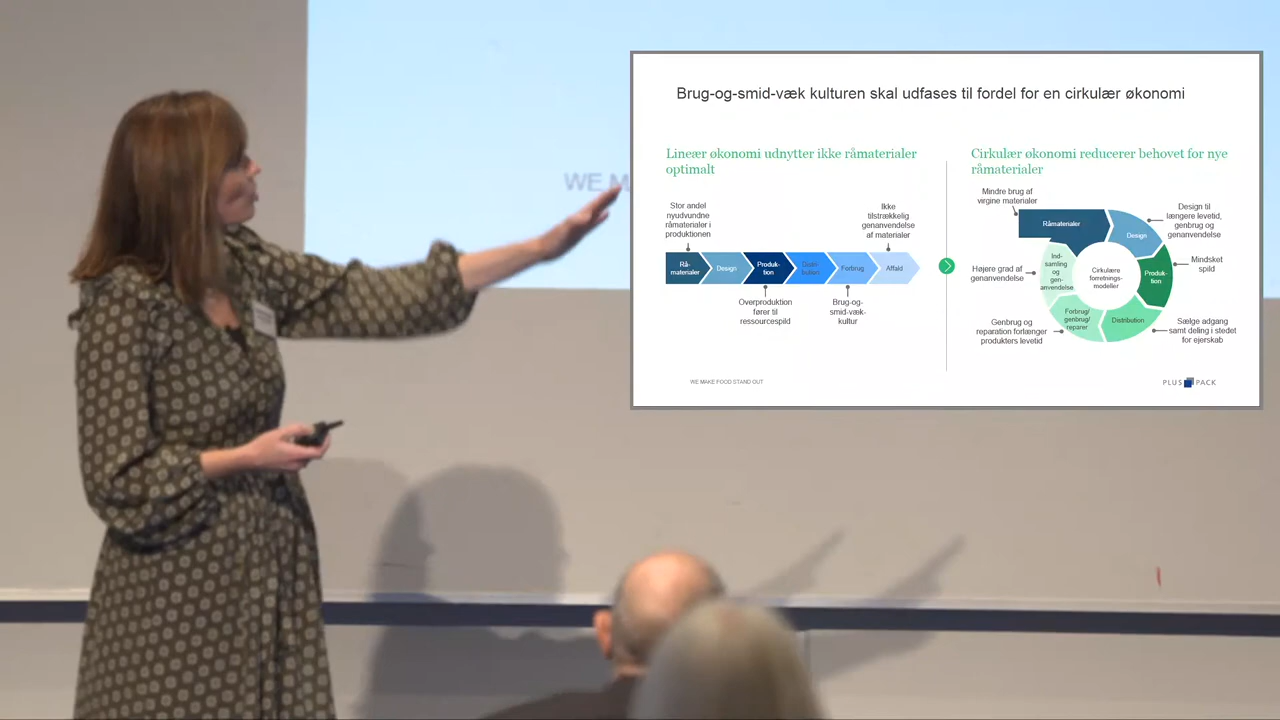 WE M
Brug-og-smid-væk kulturen skal udfases til fordel for en cirkulær økonomi
Lineær økonomi udnytter ikke råmaterialer
optimalt
Stor andel
nyudvundne
råmaterialer i
produktionen
Ikke
tilstrækkelig
genanvendelse
af materialer
Rå-
materialer
Design
Produk-
tion
Distri-
bution
Forbrug
Affald
Overproduktion
fører til
ressourcespild
Brug-og-
smid-væk-
kultur
Cirkulær økonomi reducerer behovet for nye
råmaterialer
Mindre brug af
virgine materialer
Råmaterialer
Design
Design til
længere levetid,
genbrug og
genanvendelse
Højere grad af
genanvendelse
Ind-
samling
og
gen-
anvendelse
Cirkulære
forretnings-
modeller
Produk-
tion
Mindsket
spild
Genbrug og
reparation forlænger
produkters levetid
Forbrug/
genbrug/
reparer
Distribution
Sælge adgang
samt deling i stedet
for ejerskab
WE MAKE FOOD STAND OUT
PLUS PACK